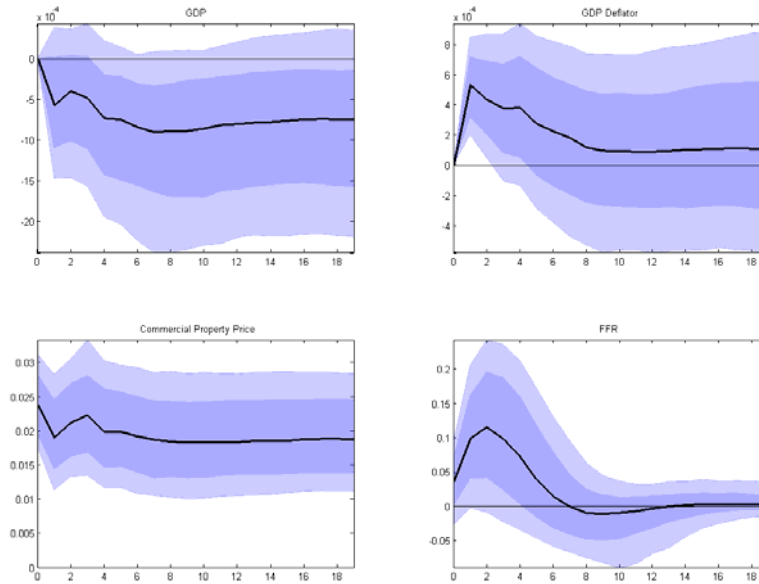 GDP
x 10^-4
0
-5
-10
-15
-20
0 2 4 6 8 10 12 14 16 18
GDP Deflator
x 10^-4
8
6
4
2
0
-2
-4
0 2 4 6 8 10 12 14 16 18
Commercial Property Price
0.03
0.025
0.02
0.015
0.01
0.005
0
0 2 4 6 8 10 12 14 16 18
FFR
0.2
0.15
0.1
0.05
0
-0.05
0 2 4 6 8 10 12 14 16 18